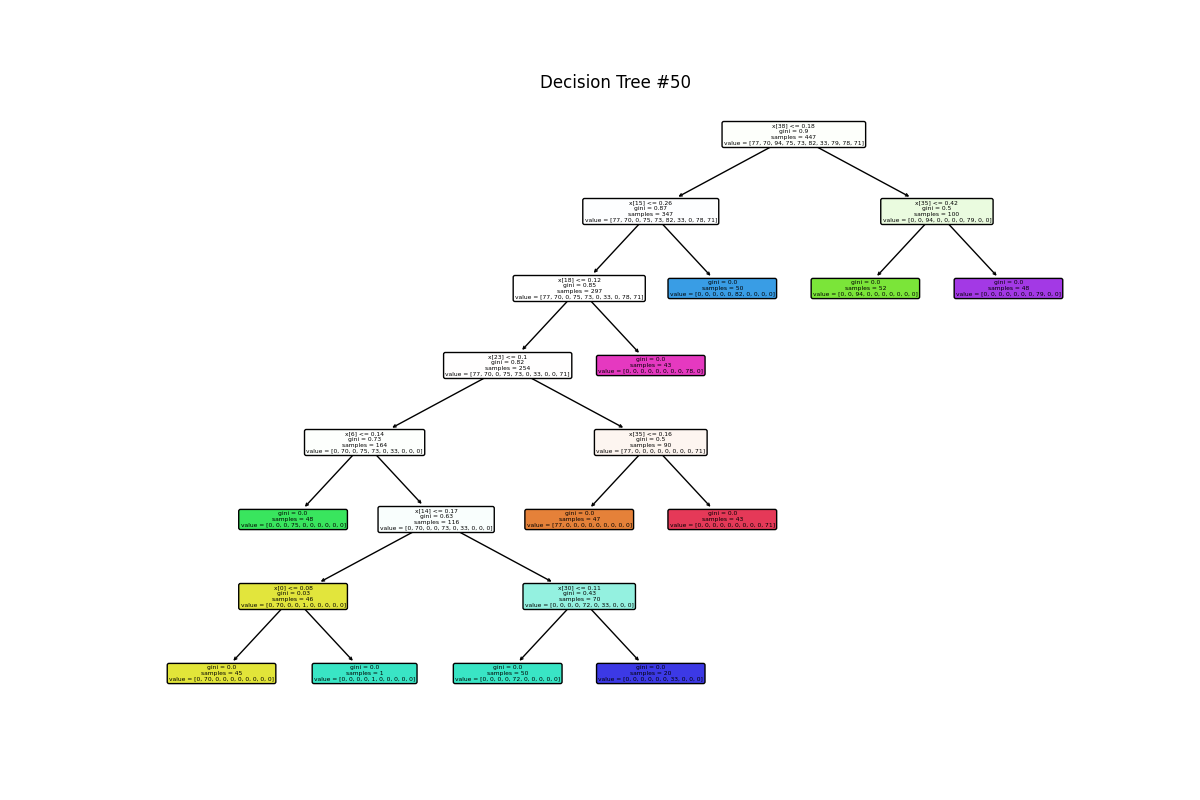 Decision Tree #50
x[38] <= 0.18
gini = 0.9
samples = 447
value = [77, 70, 94, 75, 73, 82, 33, 79, 78, 71]
x[15] <= 0.26
gini = 0.87
samples = 347
value = [77, 70, 0, 75, 73, 82, 33, 0, 78, 71]
x[35] <= 0.42
gini = 0.5
samples = 100
value = [0, 0, 94, 0, 0, 0, 0, 79, 0, 0]
x[18] <= 0.12
gini = 0.85
samples = 297
value = [77, 70, 0, 75, 73, 0, 33, 0, 78, 71]
gini = 0.0
samples = 50
value = [0, 0, 0, 0, 0, 82, 0, 0, 0, 0]
gini = 0.0
samples = 52
value = [0, 0, 94, 0, 0, 0, 0, 0, 0, 0]
gini = 0.0
samples = 48
value = [0, 0, 0, 0, 0, 0, 0, 79, 0, 0]
x[23] <= 0.1
gini = 0.82
samples = 254
value = [77, 70, 0, 75, 73, 0, 33, 0, 0, 71]
gini = 0.0
samples = 43
value = [0, 0, 0, 0, 0, 0, 0, 0, 78, 0]
x[6] <= 0.14
gini = 0.73
samples = 164
value = [0, 70, 0, 75, 73, 0, 33, 0, 0, 0]
x[35] <= 0.16
gini = 0.5
samples = 90
value = [77, 0, 0, 0, 0, 0, 0, 0, 0, 71]
gini = 0.0
samples = 48
value = [0, 0, 0, 75, 0, 0, 0, 0, 0, 0]
x[14] <= 0.17
gini = 0.63
samples = 116
value = [0, 70, 0, 0, 73, 0, 33, 0, 0, 0]
gini = 0.0
samples = 47
value = [77, 0, 0, 0, 0, 0, 0, 0, 0, 0]
gini = 0.0
samples = 43
value = [0, 0, 0, 0, 0, 0, 0, 0, 0, 71]
x[0] <= 0.08
gini = 0.03
samples = 46
value = [0, 70, 0, 0, 1, 0, 0, 0, 0, 0]
x[30] <= 0.11
gini = 0.43
samples = 70
value = [0, 0, 0, 0, 72, 0, 33, 0, 0, 0]
gini = 0.0
samples = 45
value = [0, 70, 0, 0, 0, 0, 0, 0, 0, 0]
gini = 0.0
samples = 1
value = [0, 0, 0, 0, 1, 0, 0, 0, 0, 0]
gini = 0.0
samples = 50
value = [0, 0, 0, 0, 72, 0, 0, 0, 0, 0]
gini = 0.0
samples = 20
value = [0, 0, 0, 0, 0, 0, 33, 0, 0, 0]